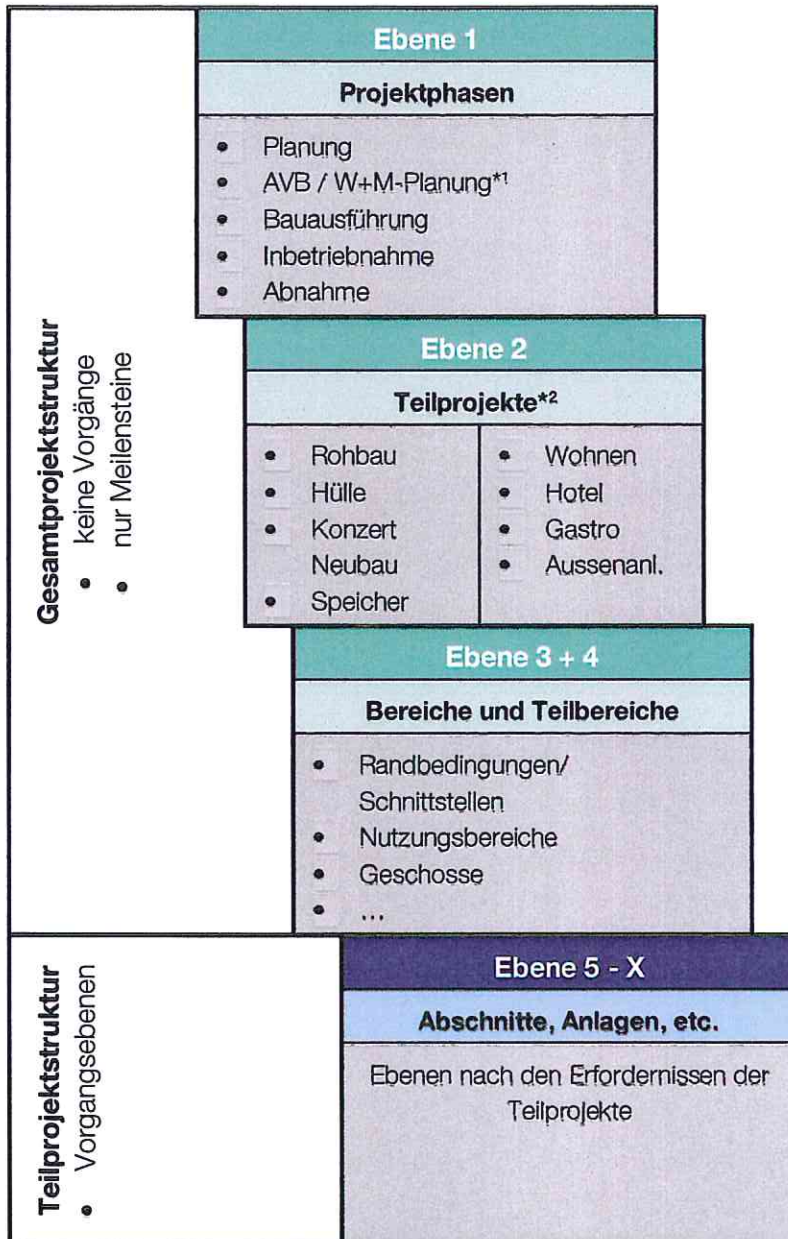 Ebene 1
Projektphasen
• Planung
• AVB / W+M-Planung*1
• Bauausführung
• Inbetriebnahme
• Abnahme
Gesamtprojektstruktur
• keine Vorgänge
• nur Meilensteine
Ebene 2
Teilprojekte*2
• Rohbau
• Hülle
• Konzert
Neubau
• Speicher
• Wohnen
• Hotel
• Gastro
• Aussenanl.
Ebene 3 + 4
Bereiche und Teilbereiche
• Randbedingungen/
Schnittstellen
• Nutzungsbereiche
• Geschosse
• ...
Teilprojektstruktur
• Vorgangsebenen
Ebene 5 - X
Abschnitte, Anlagen, etc.
Ebenen nach den Erfordernissen der
Teilprojekte